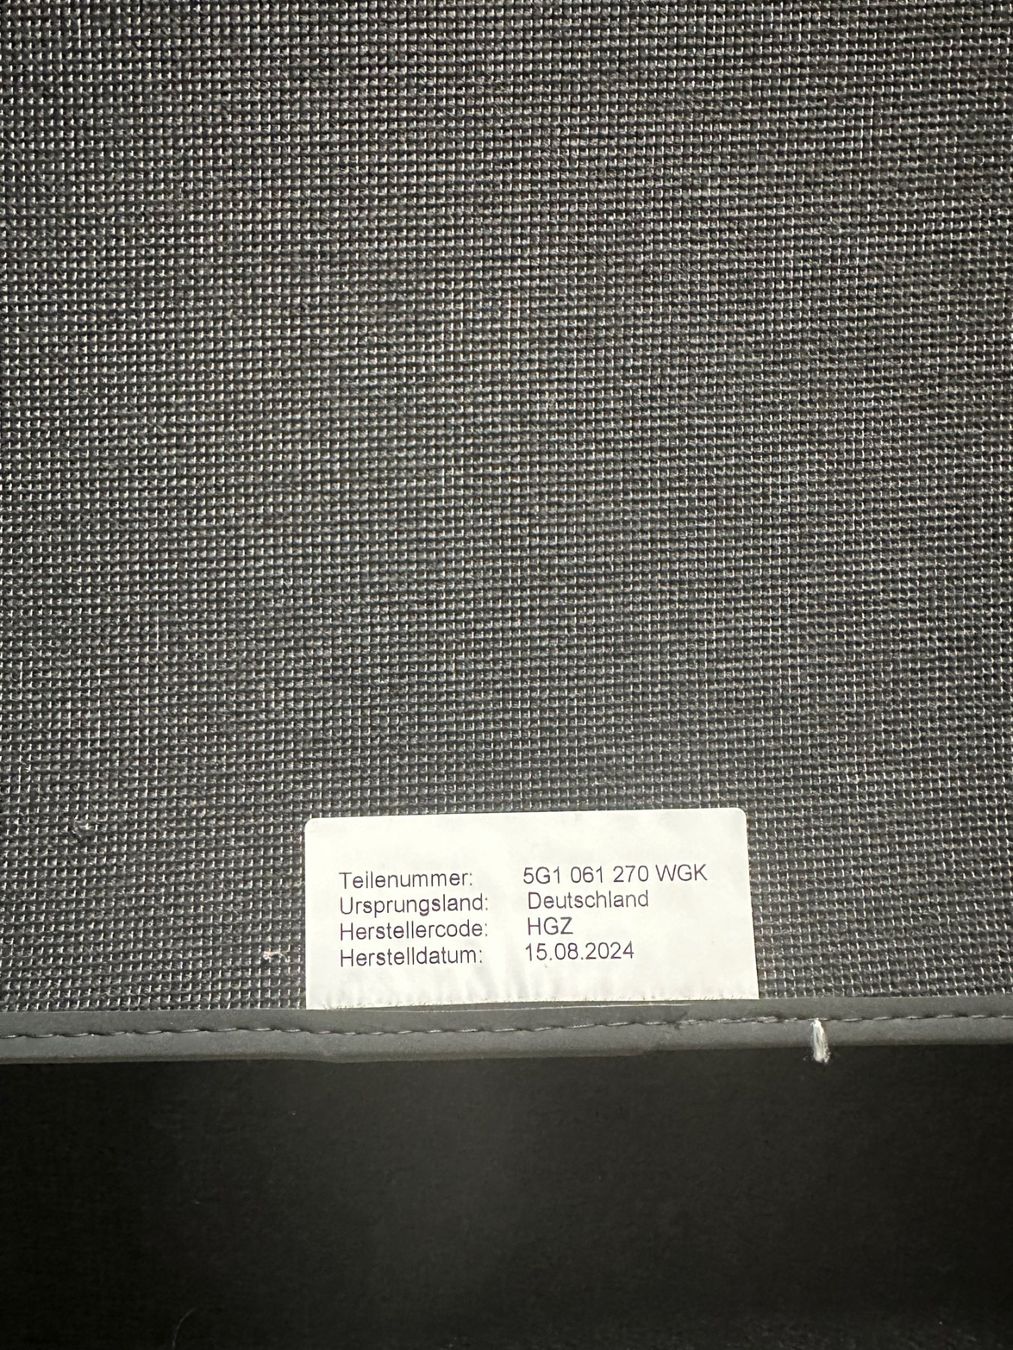 Teilenummer: 5G1 061 270 WGK
Ursprungsland: Deutschland
Herstellercode: HGZ
Herstelldatum: 15.08.2024